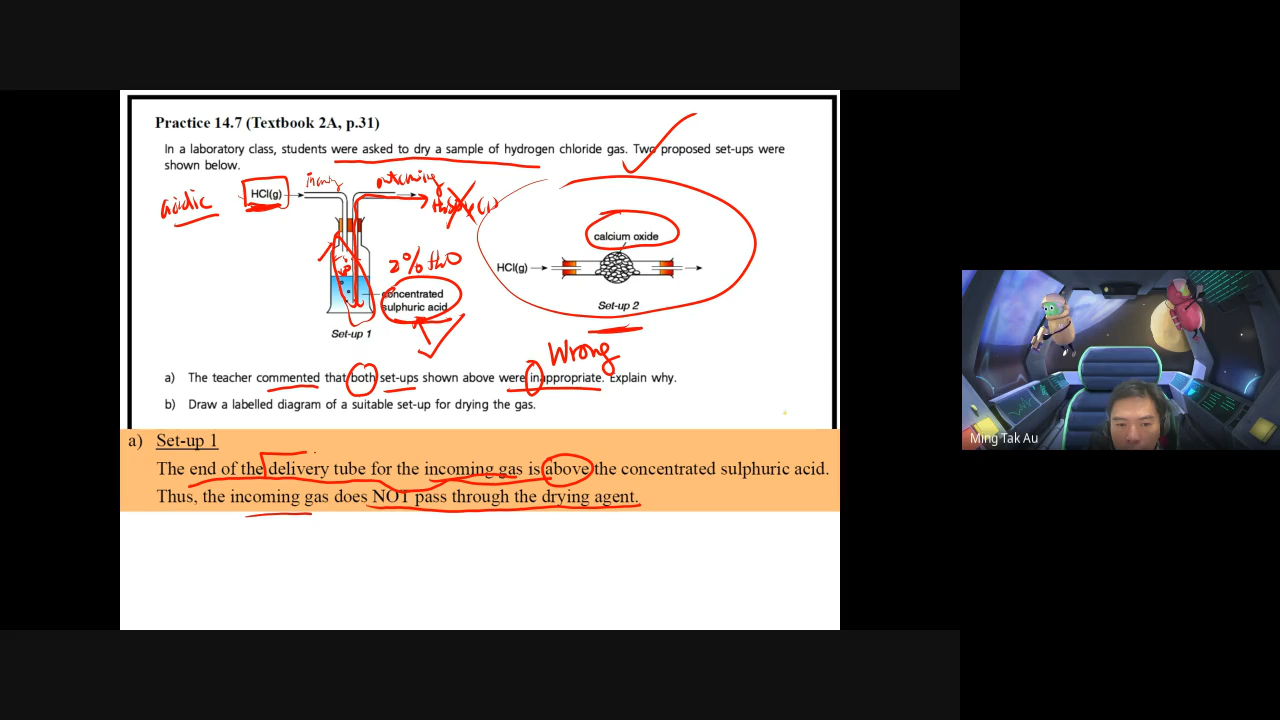 Practice 14.7 (Textbook 2A, p.31)
In a laboratory class, students were asked to dry a sample of hydrogen chloride gas. Two proposed set-ups were
shown below.
acidic
HCl(g)
outcoming
calcium oxide
HCl(g)
2%
concentrated
sulphuric acid
Set-up 1
Set-up 2
Wrong
a) The teacher commented that both set-ups shown above were inappropriate. Explain why.
b) Draw a labelled diagram of a suitable set-up for drying the gas.
a) Set-up 1
The end of the delivery tube for the incoming gas is above the concentrated sulphuric acid.
Thus, the incoming gas does NOT pass through the drying agent.
Ming Tak Au